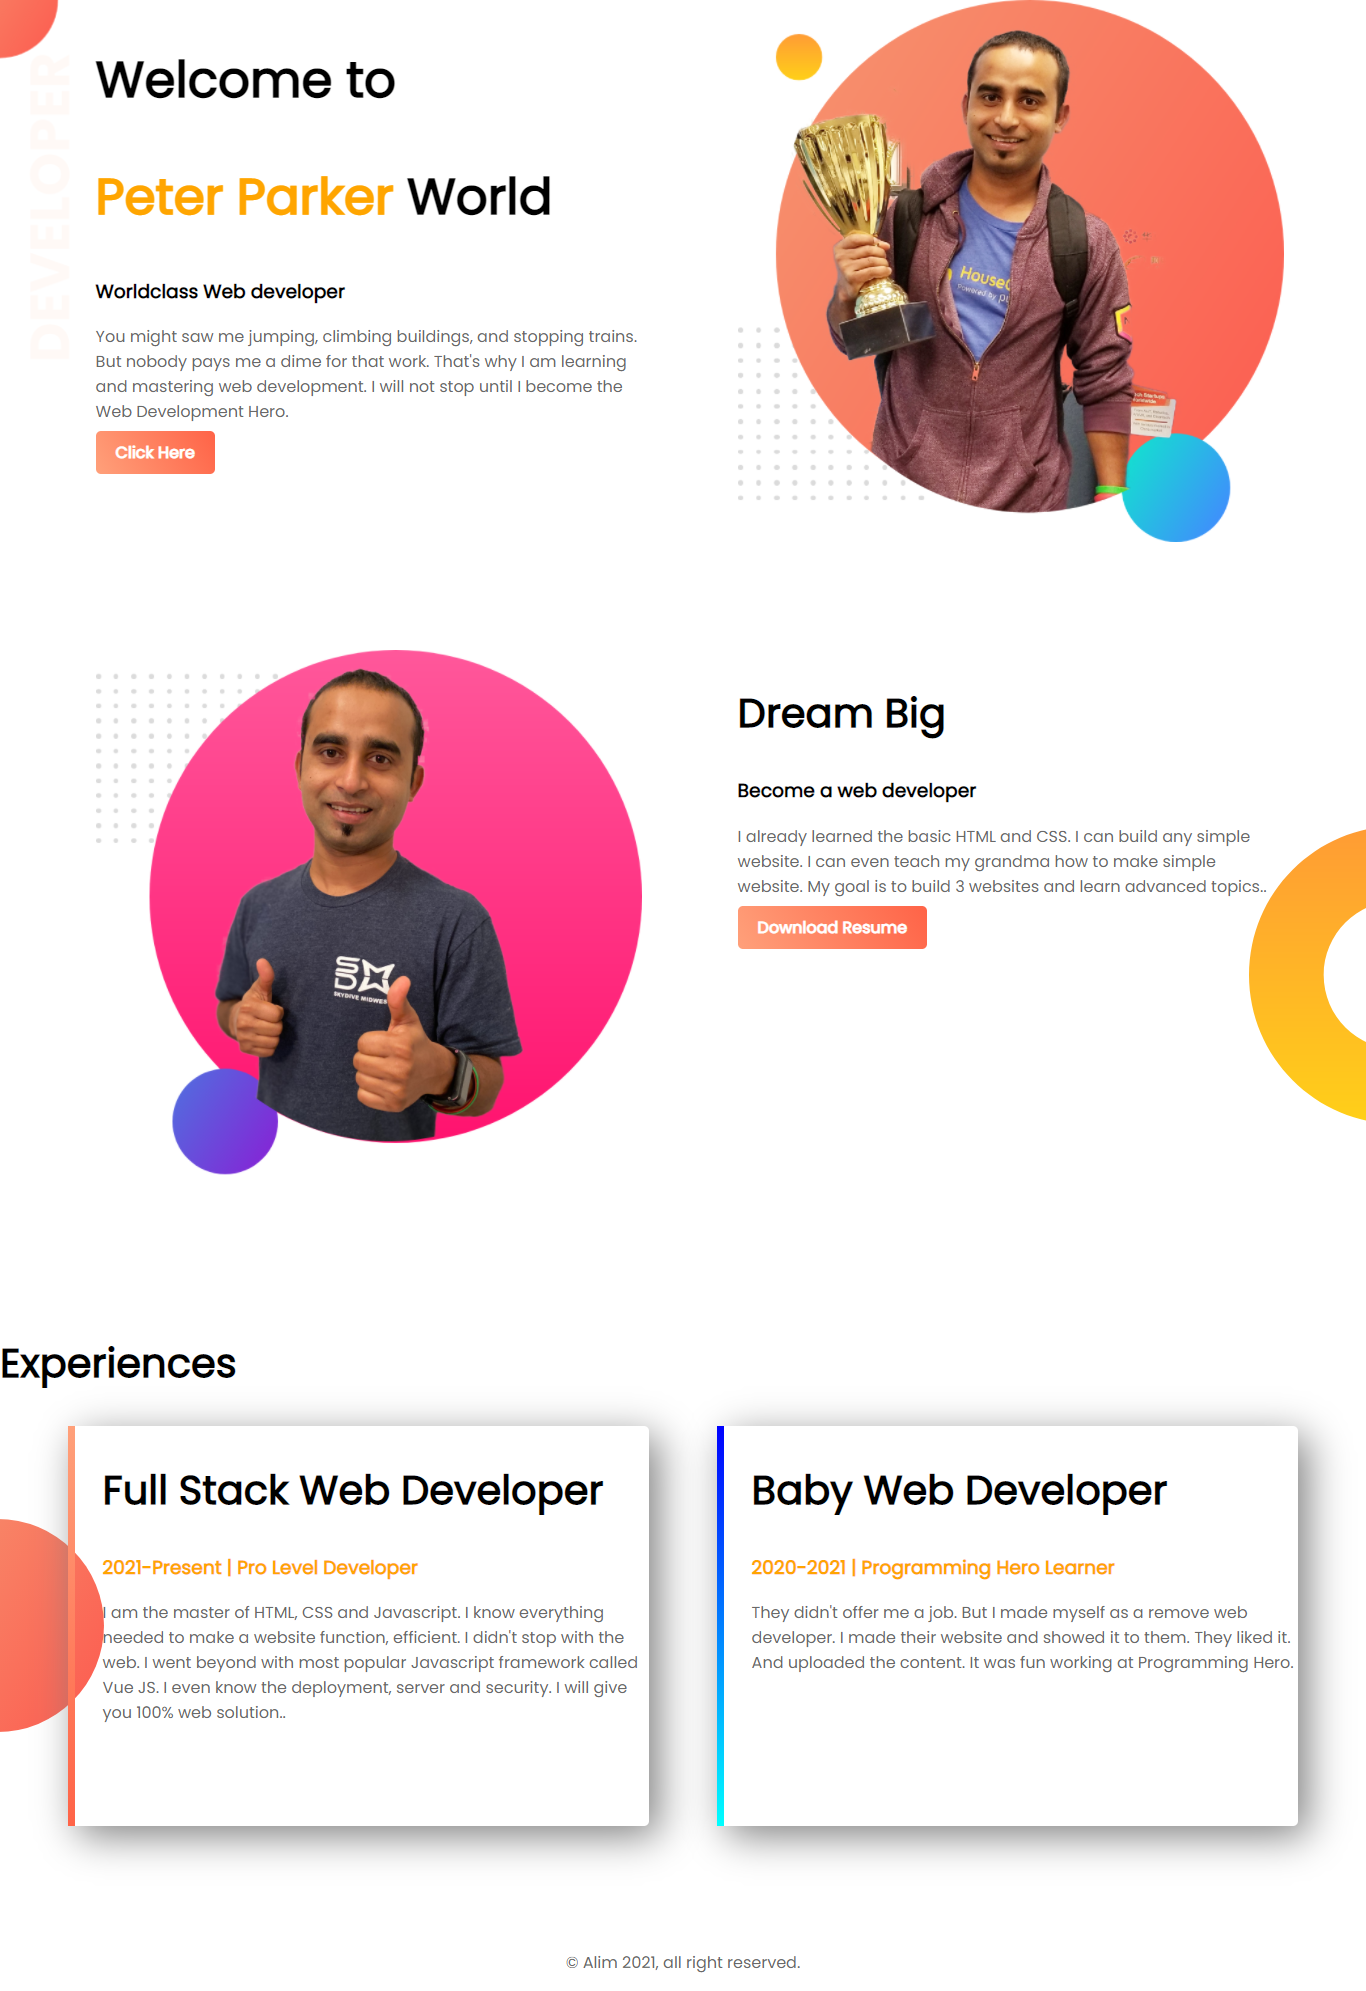 DEVELOPER
Welcome to
Peter Parker World
Worldclass Web developer
You might saw me jumping, climbing buildings, and stopping trains.
But nobody pays me a dime for that work. That's why I am learning
and mastering web development. I will not stop until I become the
Web Development Hero.
Click Here
Powered by
SKYDIVE MIDWES
Dream Big
Become a web developer
I already learned the basic HTML and CSS. I can build any simple
website. I can even teach my grandma how to make simple
website. My goal is to build 3 websites and learn advanced topics..
Download Resume
Experiences
Full Stack Web Developer
2021-Present | Pro Level Developer
I am the master of HTML, CSS and Javascript. I know everything
needed to make a website function, efficient. I didn't stop with the
web. I went beyond with most popular Javascript framework called
Vue JS. I even know the deployment, server and security. I will give
you 100% web solution..
Baby Web Developer
2020-2021 | Programming Hero Learner
They didn't offer me a job. But I made myself as a remove web
developer. I made their website and showed it to them. They liked it.
And uploaded the content. It was fun working at Programming Hero.
© Alim 2021, all right reserved.